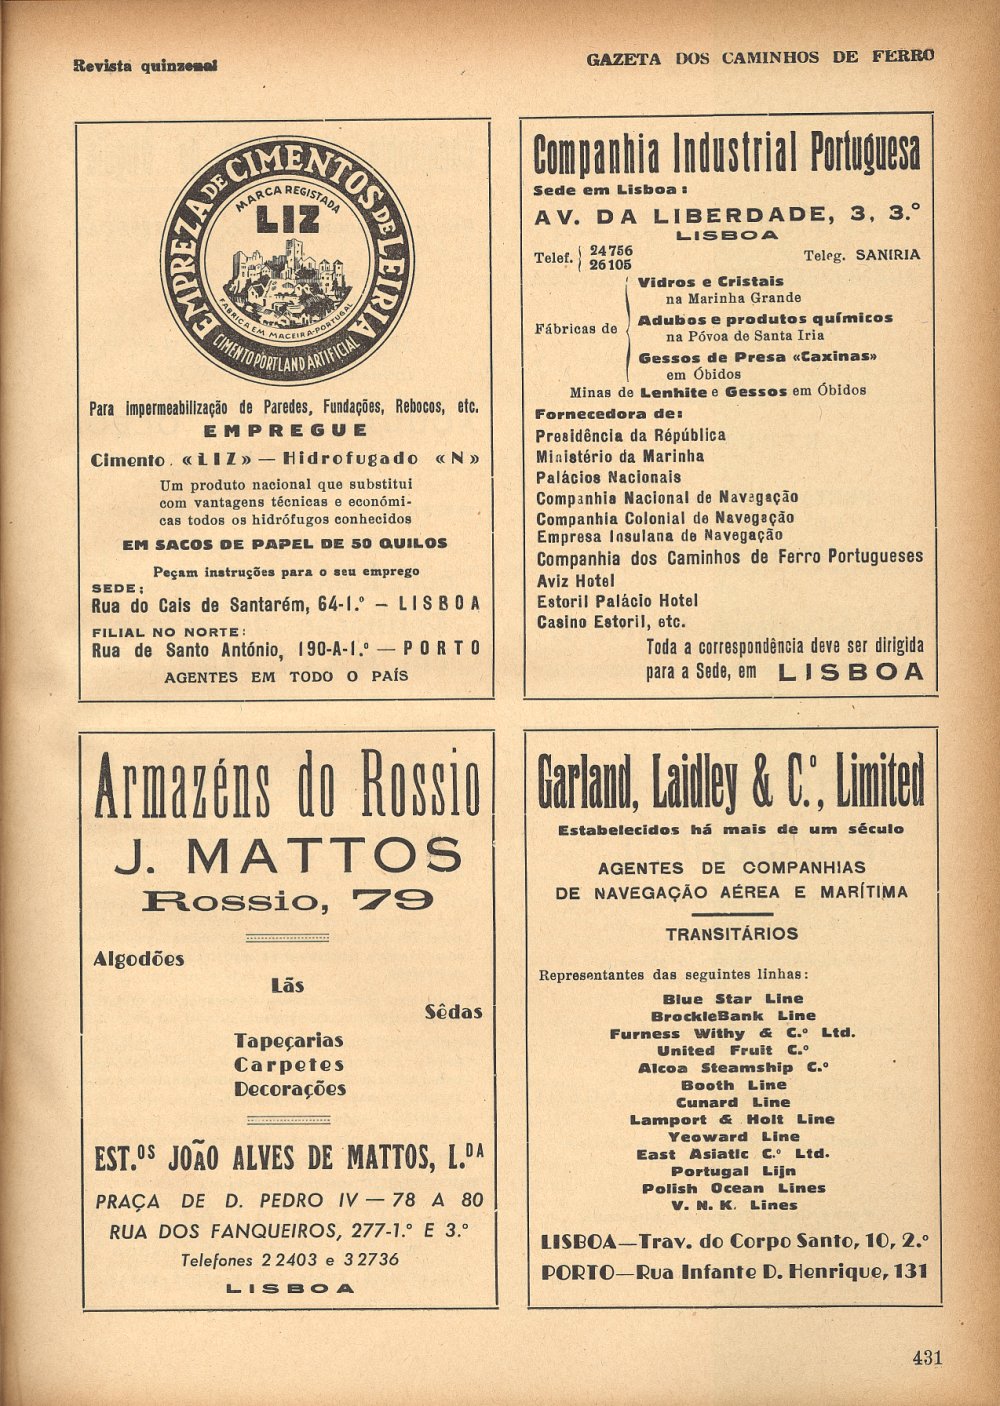 Revista quinzenal
GAZETA DOS CAMINHOS DE FERRO
EMPREZA DE CIMENTOS DE LEIRIA
MARCA REGISTADA
LIZ
FABRICA EM MACEIRA-PORTUGAL
CIMENTO PORTLAND ARTIFICIAL
Para impermeabilização de Paredes, Fundações, Rebocos, etc.
EMPREGUE
Cimento «LIZ» — Hidrofugado «N»
Um produto nacional que substitui
com vantagens técnicas e económi-
cas todos os hidrófugos conhecidos
EM SACOS DE PAPEL DE 50 QUILOS
Peçam instruções para o seu emprego
SEDE;
Rua do Cais de Santarém, 64-1.º — LISBOA
FILIAL NO NORTE:
Rua de Santo António, 190-A-1.º — PORTO
AGENTES EM TODO O PAÍS
Companhia Industrial Portuguesa
Sede em Lisboa:
AV. DA LIBERDADE, 3, 3.º
LISBOA
Telef. 24756
26105
Teleg. SANIRIA
Fábricas de
Vidros e Cristais
na Marinha Grande
Adubos e produtos químicos
na Póvoa de Santa Iria
Gessos de Presa «Caxinas»
em Óbidos
Minas de Lenhite e Gessos em Óbidos
Fornecedora de:
Presidência da Répública
Ministério da Marinha
Palácios Nacionais
Companhia Nacional de Navegação
Companhia Colonial de Navegação
Empresa Insulana de Navegação
Companhia dos Caminhos de Ferro Portugueses
Aviz Hotel
Estoril Palácio Hotel
Casino Estoril, etc.
Toda a correspondência deve ser dirigida
para a Sede, em LISBOA
Armazéns do Rossio
J. MATTOS
Rossio, 79
Algodões
Lãs
Sêdas
Tapeçarias
Carpetes
Decorações
EST.OS JOÃO ALVES DE MATTOS, L.DA
PRAÇA DE D. PEDRO IV — 78 A 80
RUA DOS FANQUEIROS, 277-1.º E 3.º
Telefones 2 2403 e 3 2736
LISBOA
Garland, Laidley & C.º, Limited
Estabelecidos há mais de um século
AGENTES DE COMPANHIAS
DE NAVEGAÇÃO AÉREA E MARÍTIMA
TRANSITÁRIOS
Representantes das seguintes linhas:
Blue Star Line
BrockleBank Line
Furness Withy & C.º Ltd.
United Fruit C.º
Alcoa Steamship C.º
Booth Line
Cunard Line
Lamport & Holt Line
Yeoward Line
East Asiatic C.º Ltd.
Portugal Lijn
Polish Ocean Lines
V. N. K. Lines
LISBOA—Trav. do Corpo Santo, 10, 2.º
PORTO—Rua Infante D. Henrique, 131
431